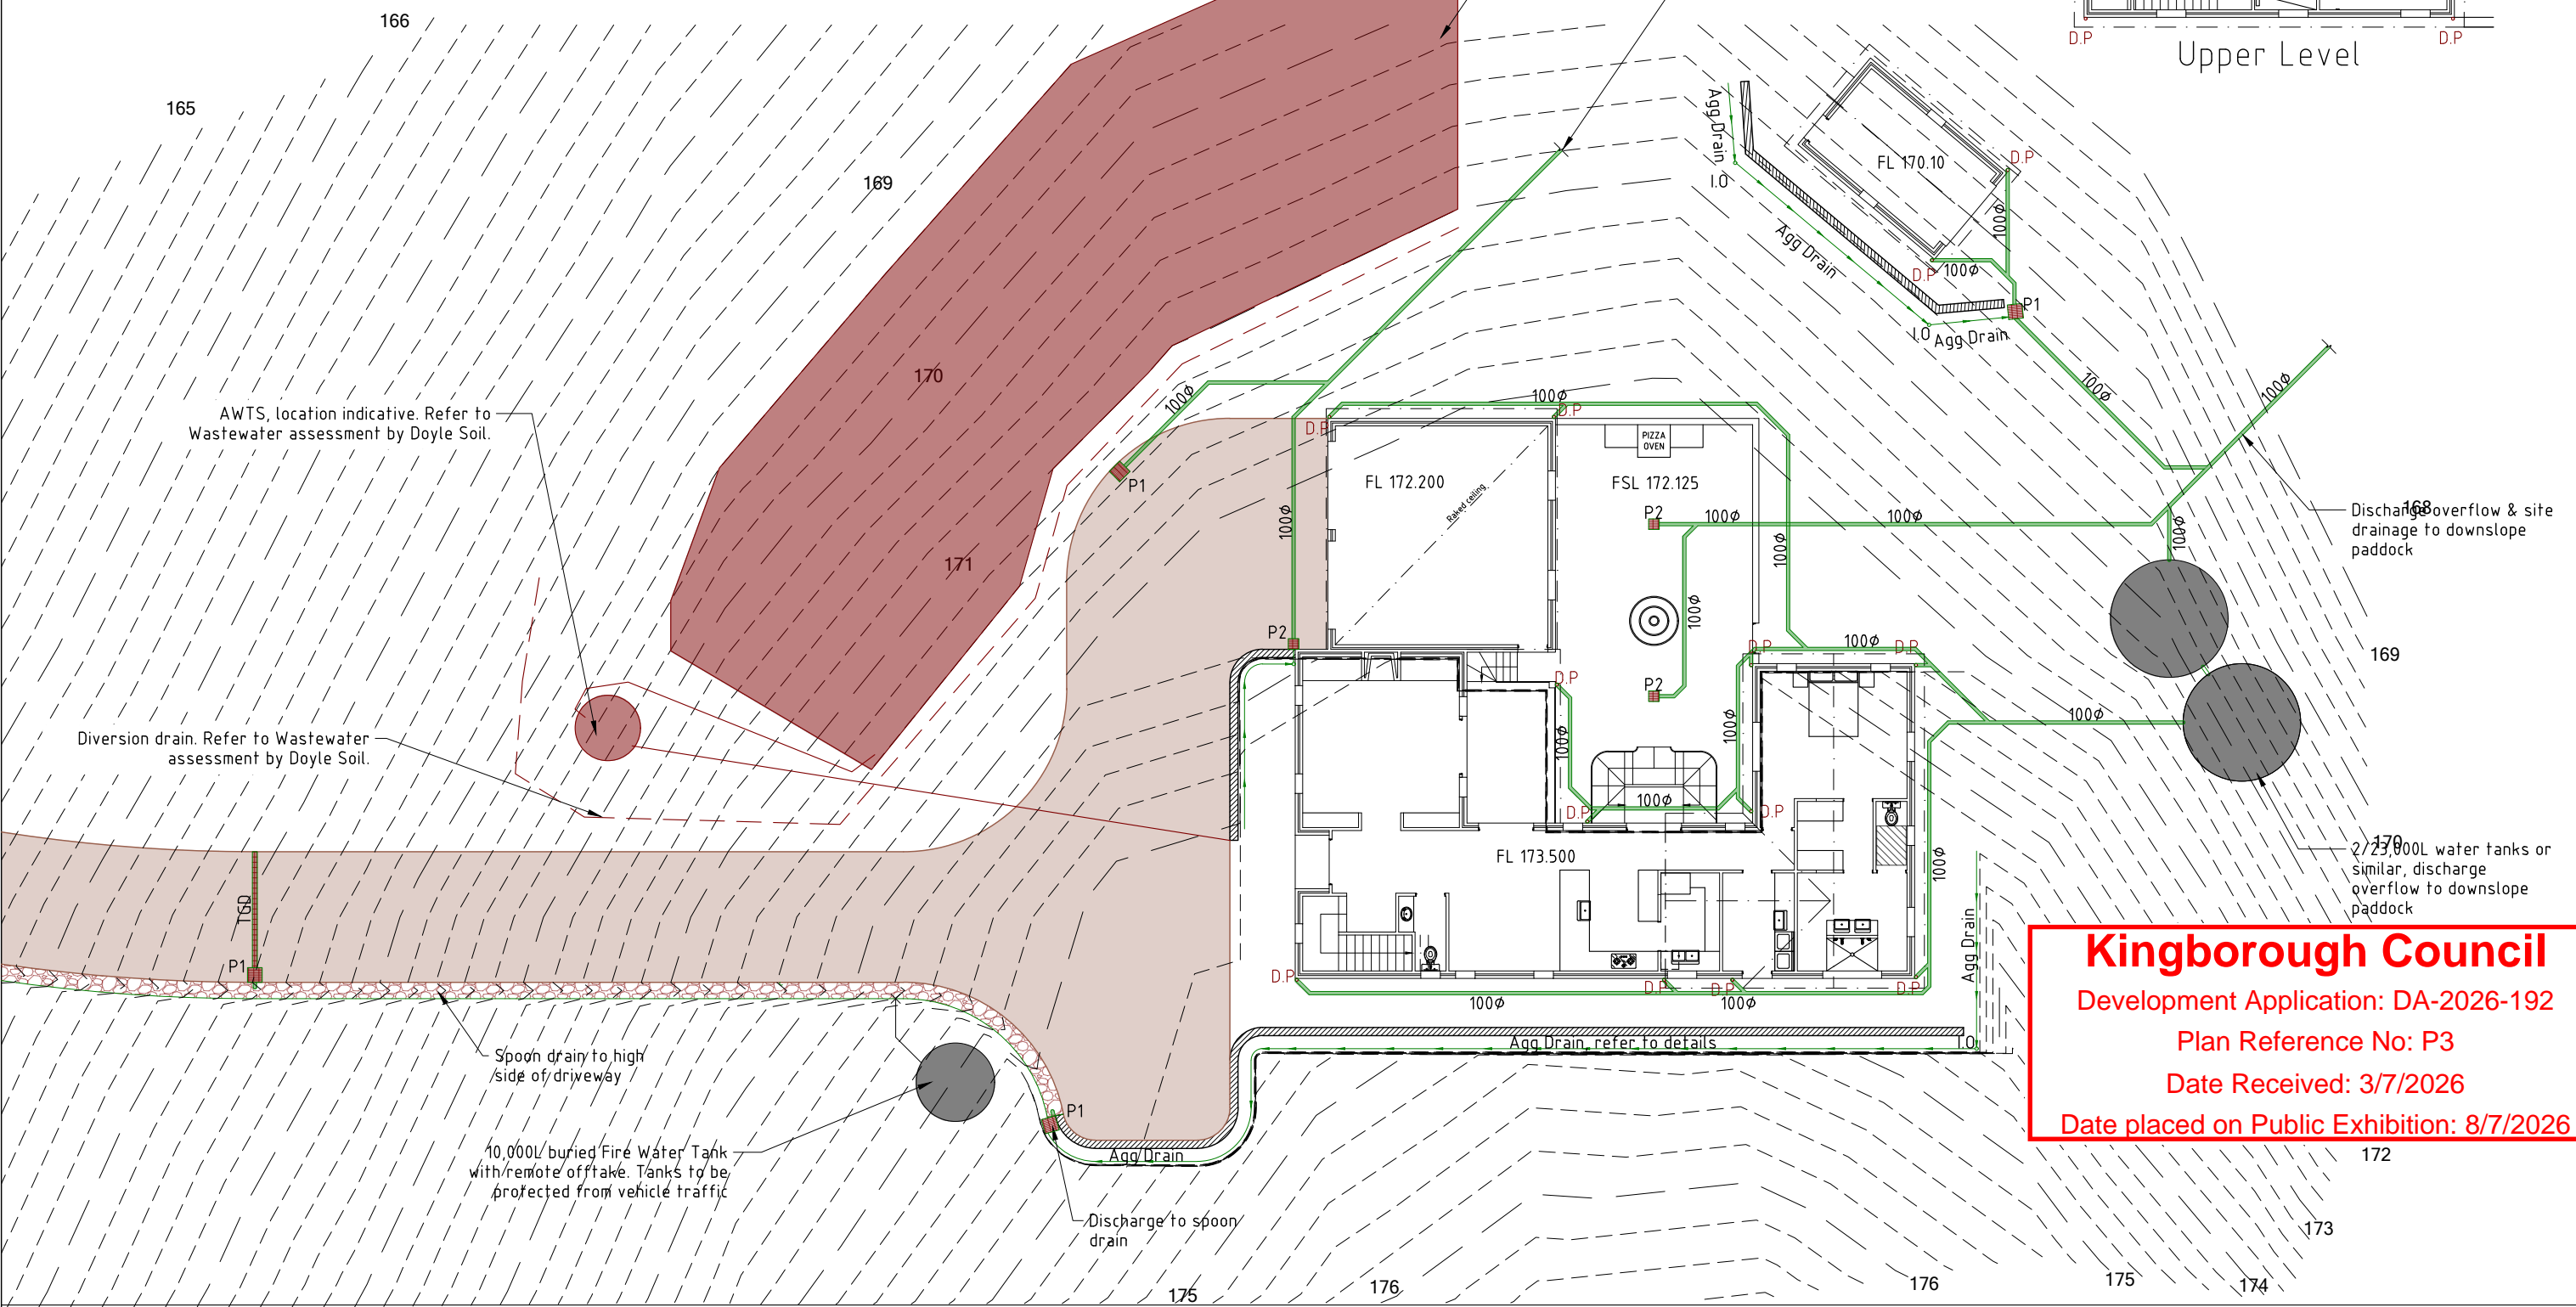 166
165
169
D.P
D.P
Upper Level
Agg Drain
I.O
FL 170.10
D.P
100Ø
Agg Drain
D.P
100Ø
P1
I.O
Agg Drain
100Ø
100Ø
170
171
AWTS, location indicative. Refer to
Wastewater assessment by Doyle Soil.
100Ø
P1
100Ø
D.P
D.P
PIZZA
OVEN
FL 172.200
Raked ceiling
FSL 172.125
P2
100Ø
100Ø
100Ø
100Ø
100Ø
100Ø
168
Discharge overflow & site
drainage to downslope
paddock
169
P2
D.P
100Ø
D.P
D.P
P2
100Ø
100Ø
100Ø
Diversion drain. Refer to Wastewater
assessment by Doyle Soil.
D.P
100Ø
D.P
FL 173.500
100Ø
170
2/23,000L water tanks or
similar, discharge
overflow to downslope
paddock
TGD
P1
D.P
D.P
D.P
D.P
100Ø
100Ø
Agg Drain
Agg Drain, refer to details
I.O
Spoon drain to high
side of driveway
P1
Agg Drain
10,000L buried Fire Water Tank
with remote offtake. Tanks to be
protected from vehicle traffic
Discharge to spoon
drain
Kingborough Council
Development Application: DA-2026-192
Plan Reference No: P3
Date Received: 3/7/2026
Date placed on Public Exhibition: 8/7/2026
172
173
174
175
176
176
175